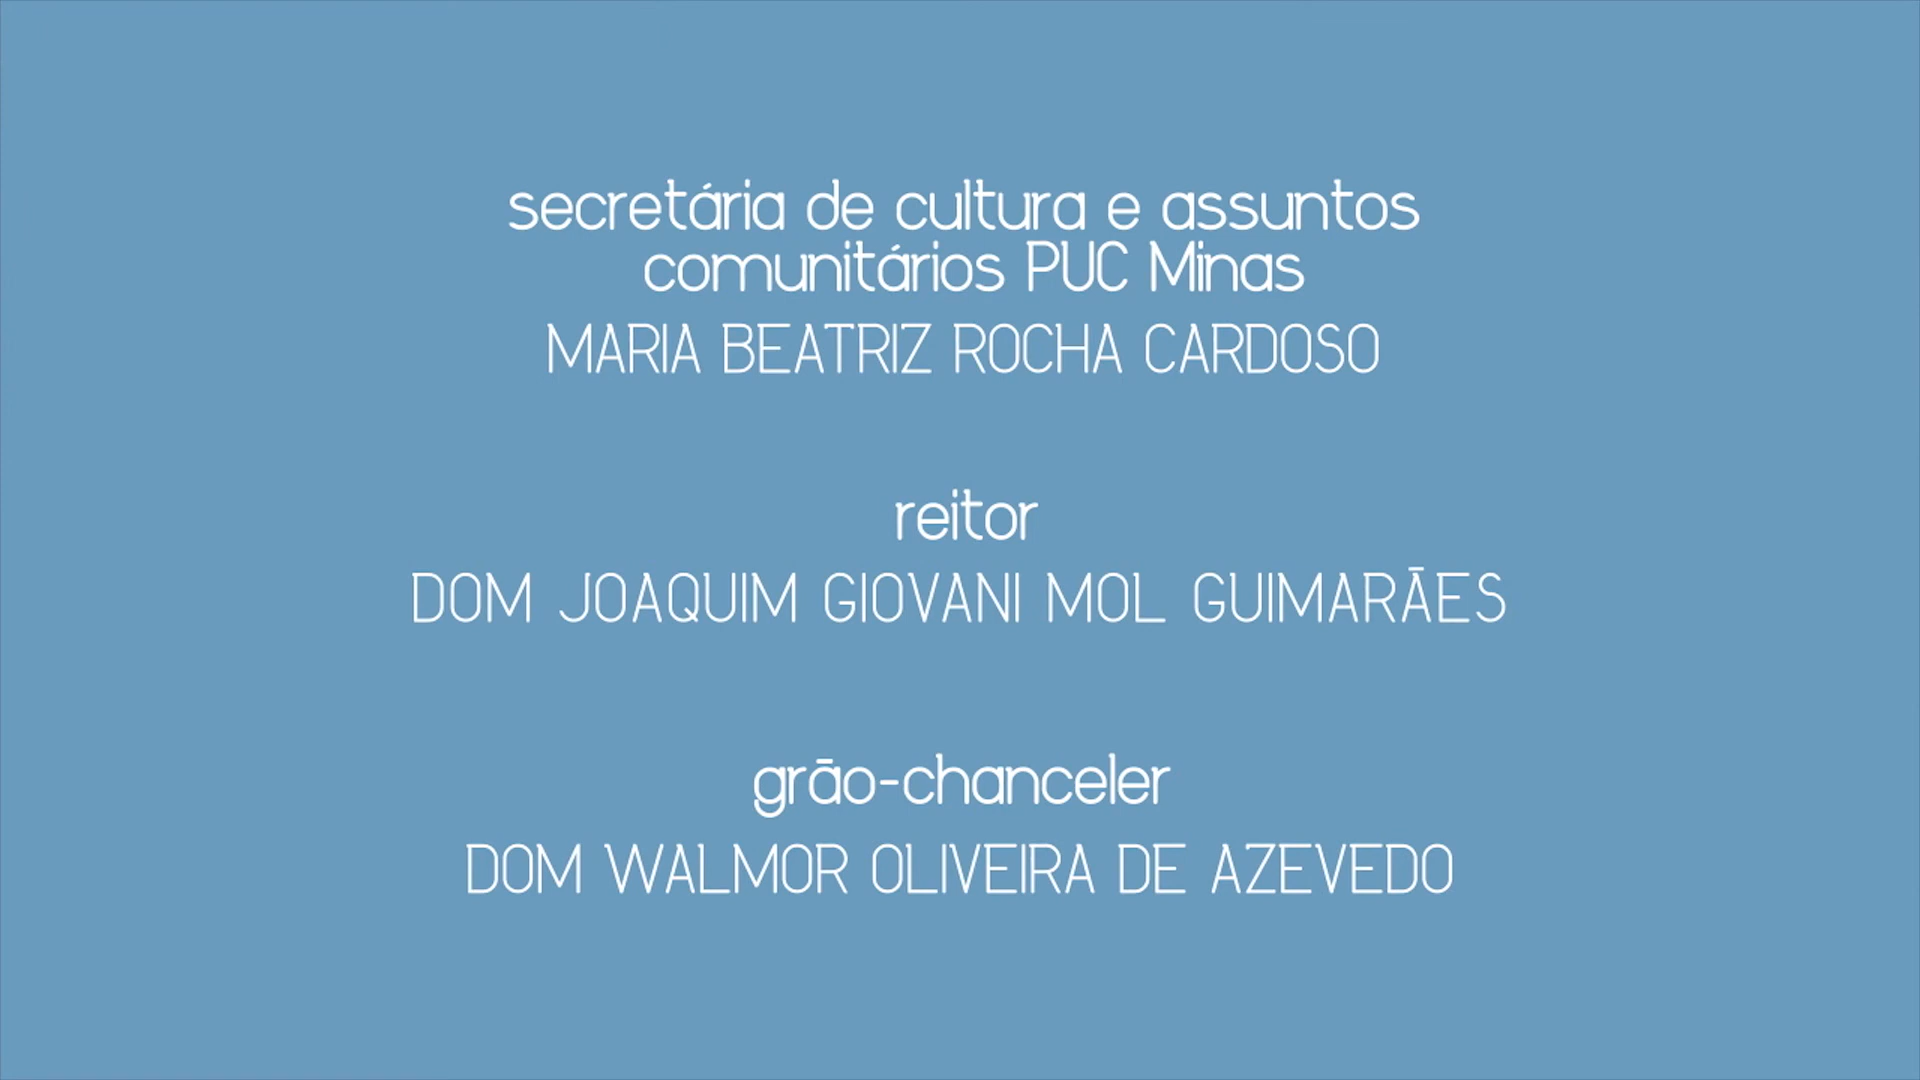 secretária de cultura e assuntos
comunitários PUC Minas
MARIA BEATRIZ ROCHA CARDOSO
reitor
DOM JOAQUIM GIOVANI MOL GUIMARÃES
grão-chanceler
DOM WALMOR OLIVEIRA DE AZEVEDO